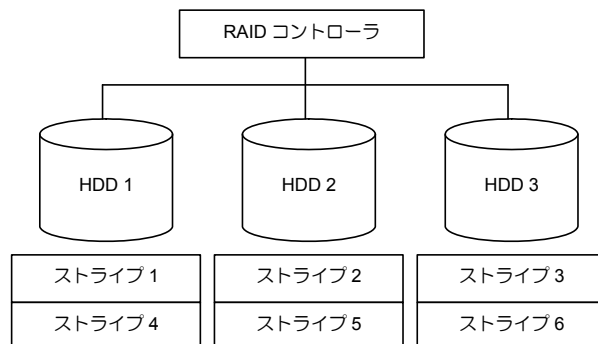 RAID コントローラ
HDD 1
HDD 2
HDD 3
ストライプ 1
ストライプ 2
ストライプ 3
ストライプ 4
ストライプ 5
ストライプ 6